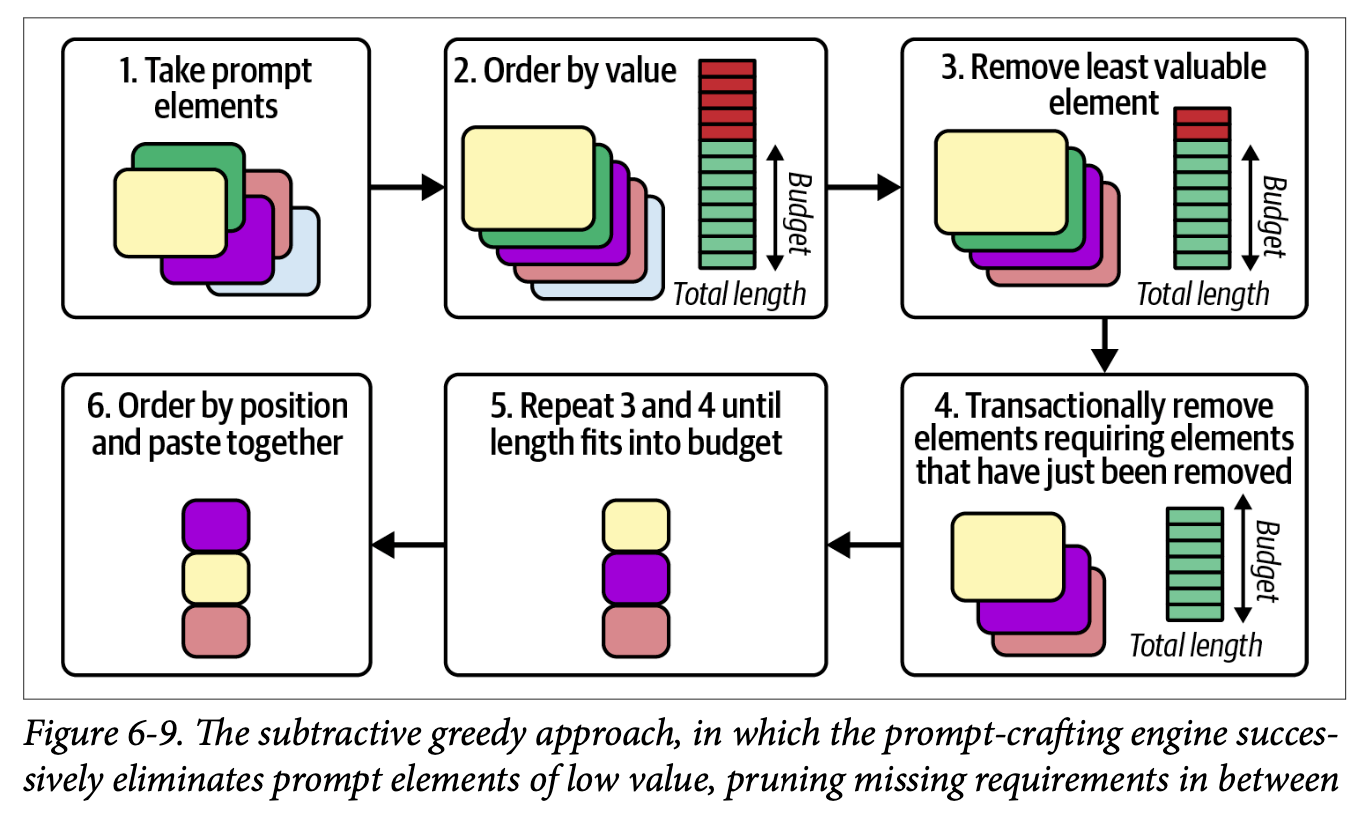 1. Take prompt
elements
2. Order by value
Budget
Total length
3. Remove least valuable
element
Budget
Total length
4. Transactionally remove
elements requiring elements
that have just been removed
Budget
Total length
5. Repeat 3 and 4 until
length fits into budget
6. Order by position
and paste together
Figure 6-9. The subtractive greedy approach, in which the prompt-crafting engine succes-
sively eliminates prompt elements of low value, pruning missing requirements in between